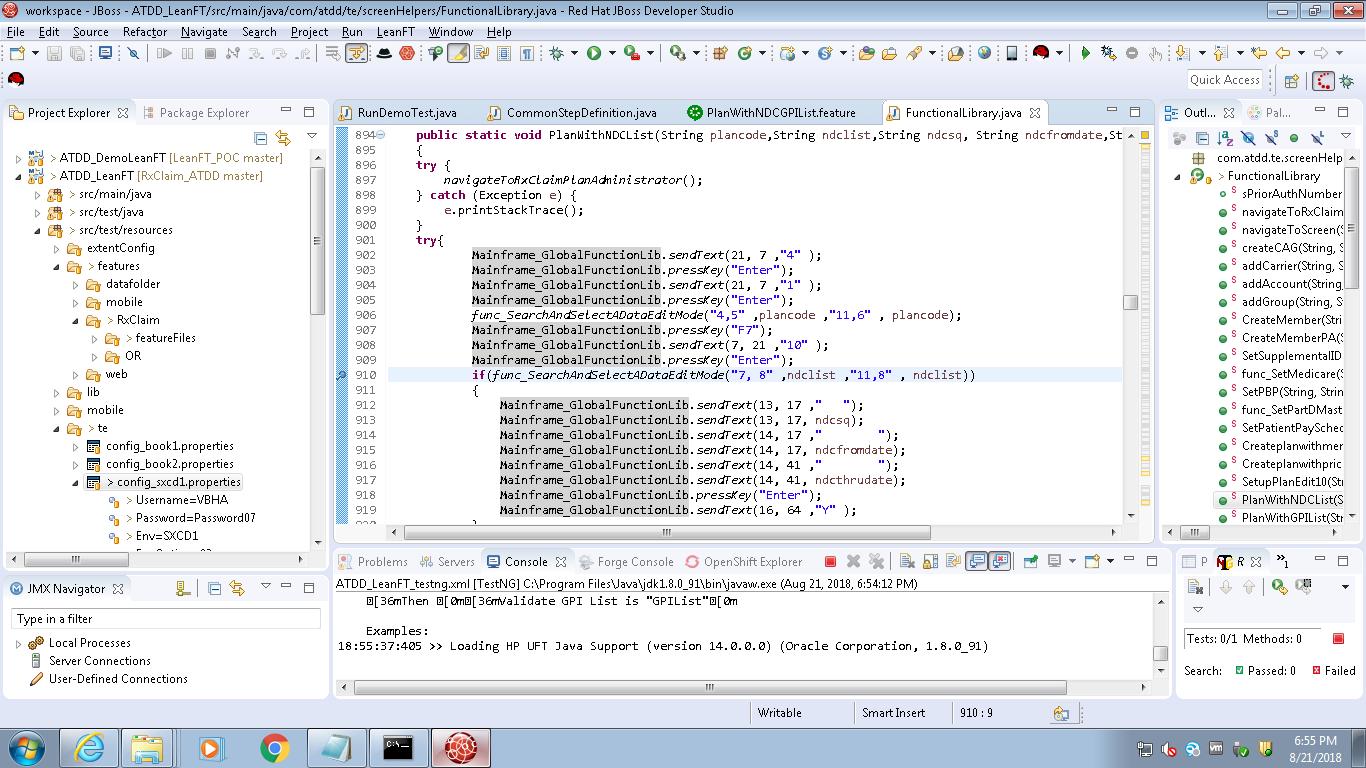 workspace - JBoss - ATDD_LeanFT/src/main/java/com/atdd/te/screenHelpers/FunctionalLibrary.java - Red Hat JBoss Developer Studio
File Edit Source Refactor Navigate Search Project Run LeanFT Window Help
Quick Access
Project Explorer
Package Explorer
> ATDD_DemoLeanFT [LeanFT_POC master]
> ATDD_LeanFT [RxClaim_ATDD master]
> src/main/java
> src/test/java
> src/test/resources
extentConfig
> features
datafolder
mobile
> RxClaim
> featureFiles
OR
web
lib
mobile
> te
config_book1.properties
config_book2.properties
> config_sxcd1.properties
> Username=VBHA
> Password=Password07
> Env=SXCD1
JMX Navigator
Type in a filter
Local Processes
Server Connections
User-Defined Connections
RunDemoTest.java
CommonStepDefinition.java
PlanWithNDCGPIList.feature
FunctionalLibrary.java
894 public static void PlanWithNDCList(String plancode,String ndclist,String ndcsq, String ndcfromdate,St
895 {
896 try {
897 navigateToRxClaimPlanAdministrator();
898 } catch (Exception e) {
899 e.printStackTrace();
900 }
901 try{
902 Mainframe_GlobalFunctionLib.sendText(21, 7 ,"4" );
903 Mainframe_GlobalFunctionLib.pressKey("Enter");
904 Mainframe_GlobalFunctionLib.sendText(21, 7 ,"1" );
905 Mainframe_GlobalFunctionLib.pressKey("Enter");
906 func_SearchAndSelectADataEditMode("4,5" ,plancode ,"11,6" , plancode);
907 Mainframe_GlobalFunctionLib.pressKey("F7");
908 Mainframe_GlobalFunctionLib.sendText(7, 21 ,"10" );
909 Mainframe_GlobalFunctionLib.pressKey("Enter");
910 if(func_SearchAndSelectADataEditMode("7, 8" ,ndclist ,"11,8" , ndclist))
911 {
912 Mainframe_GlobalFunctionLib.sendText(13, 17 ,"   ");
913 Mainframe_GlobalFunctionLib.sendText(13, 17, ndcsq);
914 Mainframe_GlobalFunctionLib.sendText(14, 17 ,"        ");
915 Mainframe_GlobalFunctionLib.sendText(14, 17, ndcfromdate);
916 Mainframe_GlobalFunctionLib.sendText(14, 41 ,"        ");
917 Mainframe_GlobalFunctionLib.sendText(14, 41, ndcthrudate);
918 Mainframe_GlobalFunctionLib.pressKey("Enter");
919 Mainframe_GlobalFunctionLib.sendText(16, 64 ,"Y" );
Problems
Servers
Console
Forge Console
OpenShift Explorer
ATDD_LeanFT_testng.xml [TestNG] C:\Program Files\Java\jdk1.8.0_91\bin\javaw.exe (Aug 21, 2018, 6:54:12 PM)
[36mThen [0m[36mValidate GPI List is "GPIList"[0m
Examples:
18:55:37:405 >> Loading HP UFT Java Support (version 14.0.0.0) (Oracle Corporation, 1.8.0_91)
Outl...
Pal...
com.atdd.te.screenHelp
> FunctionalLibrary
S sPriorAuthNumber
S navigateToRxClaim
S navigateToScreen(S
S createCAG(String, S
S addCarrier(String, S
S addAccount(String,
S addGroup(String, S
S CreateMember(Stri
S CreateMemberPA(
S SetSupplementalID
S func_SetMedicare(
S SetPBP(String, Strin
S func_SetPartDMast
S SetPatientPaySched
S Createplanwithmer
S Createplanwithpric
S SetupPlanEdit10(St
S PlanWithNDCList(S
S PlanWithGPIList(St
P
R
»1
Tests: 0/1 Methods: 0
Search: Passed: 0 Failed
Writable
Smart Insert
910 : 9
6:55 PM
8/21/2018